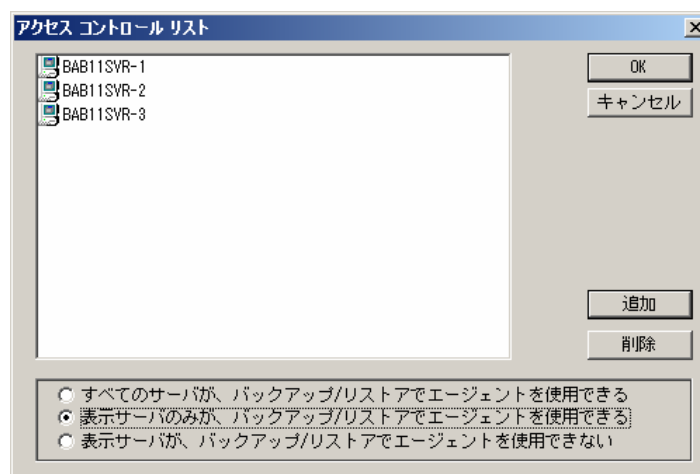 アクセス コントロール リスト
BAB11SVR-1
BAB11SVR-2
BAB11SVR-3
OK
キャンセル
追加
削除
すべてのサーバが、バックアップ/リストアでエージェントを使用できる
表示サーバのみが、バックアップ/リストアでエージェントを使用できる
表示サーバが、バックアップ/リストアでエージェントを使用できない